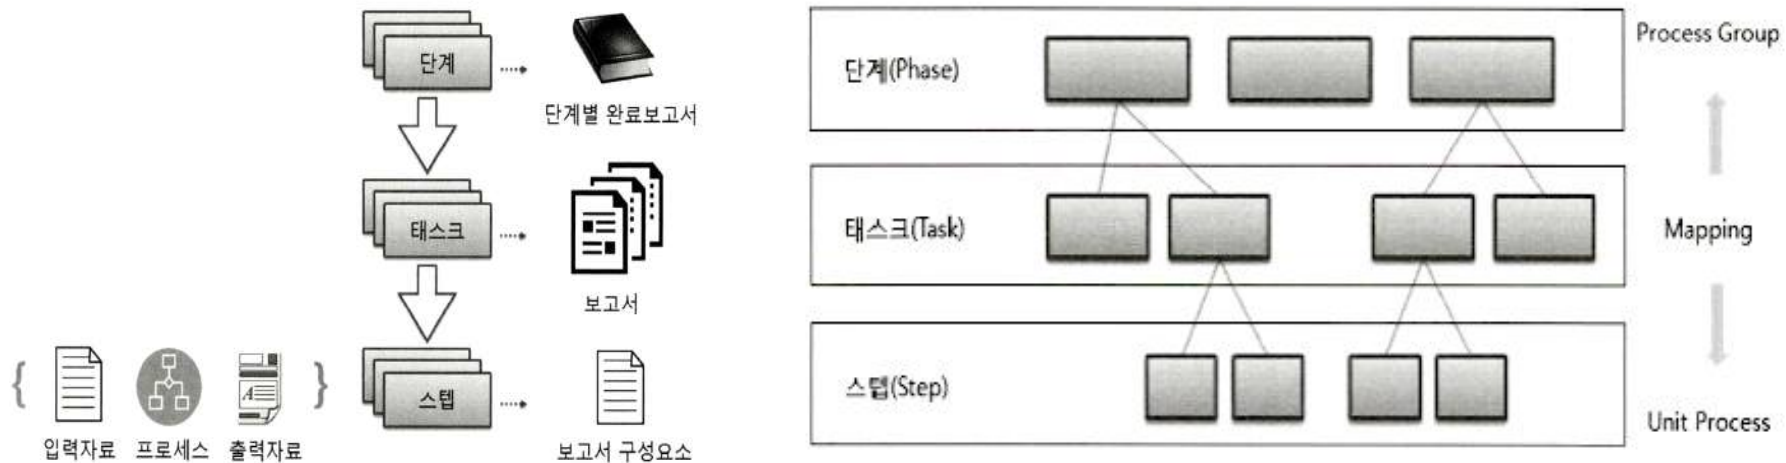 단계
단계별 완료보고서
태스크
보고서
스텝
입력자료
프로세스
출력자료
보고서 구성요소
단계(Phase)
Process Group
태스크(Task)
Mapping
스텝(Step)
Unit Process